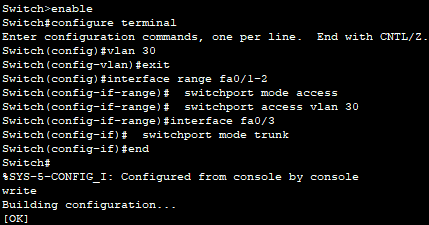 Switch>enable
Switch#configure terminal
Enter configuration commands, one per line.  End with CNTL/Z.
Switch(config)#vlan 30
Switch(config-vlan)#exit
Switch(config)#interface range fa0/1-2
Switch(config-if-range)#  switchport mode access
Switch(config-if-range)#  switchport access vlan 30
Switch(config-if-range)#interface fa0/3
Switch(config-if)#  switchport mode trunk
Switch(config-if)#end
Switch#
%SYS-5-CONFIG_I: Configured from console by console
write
Building configuration...
[OK]